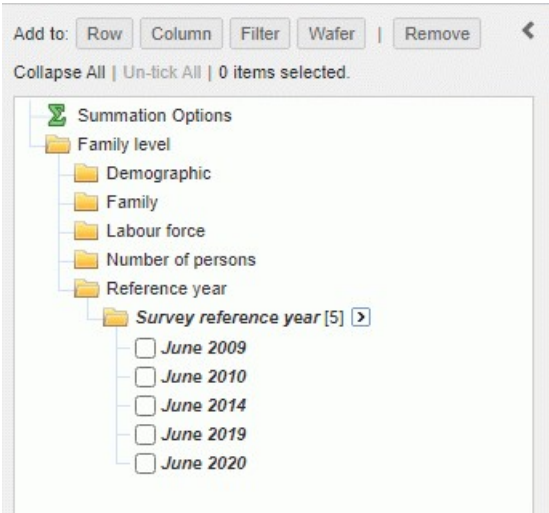 Add to: Row Column Filter Wafer | Remove
Collapse All | Un-tick All | 0 items selected.
Summation Options
Family level
Demographic
Family
Labour force
Number of persons
Reference year
Survey reference year [5]
June 2009
June 2010
June 2014
June 2019
June 2020